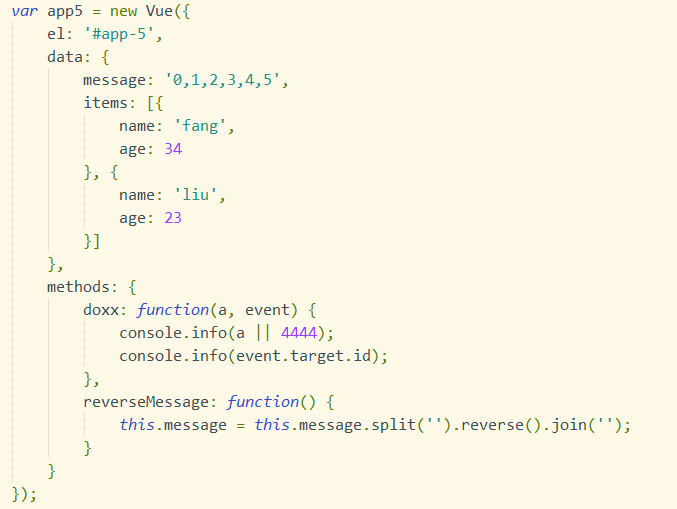 var app5 = new Vue({
    el: '#app-5',
    data: {
        message: '0,1,2,3,4,5',
        items: [{
            name: 'fang',
            age: 34
        }, {
            name: 'liu',
            age: 23
        }]
    },
    methods: {
        doxx: function(a, event) {
            console.info(a || 4444);
            console.info(event.target.id);
        },
        reverseMessage: function() {
            this.message = this.message.split('').reverse().join('');
        }
    }
});